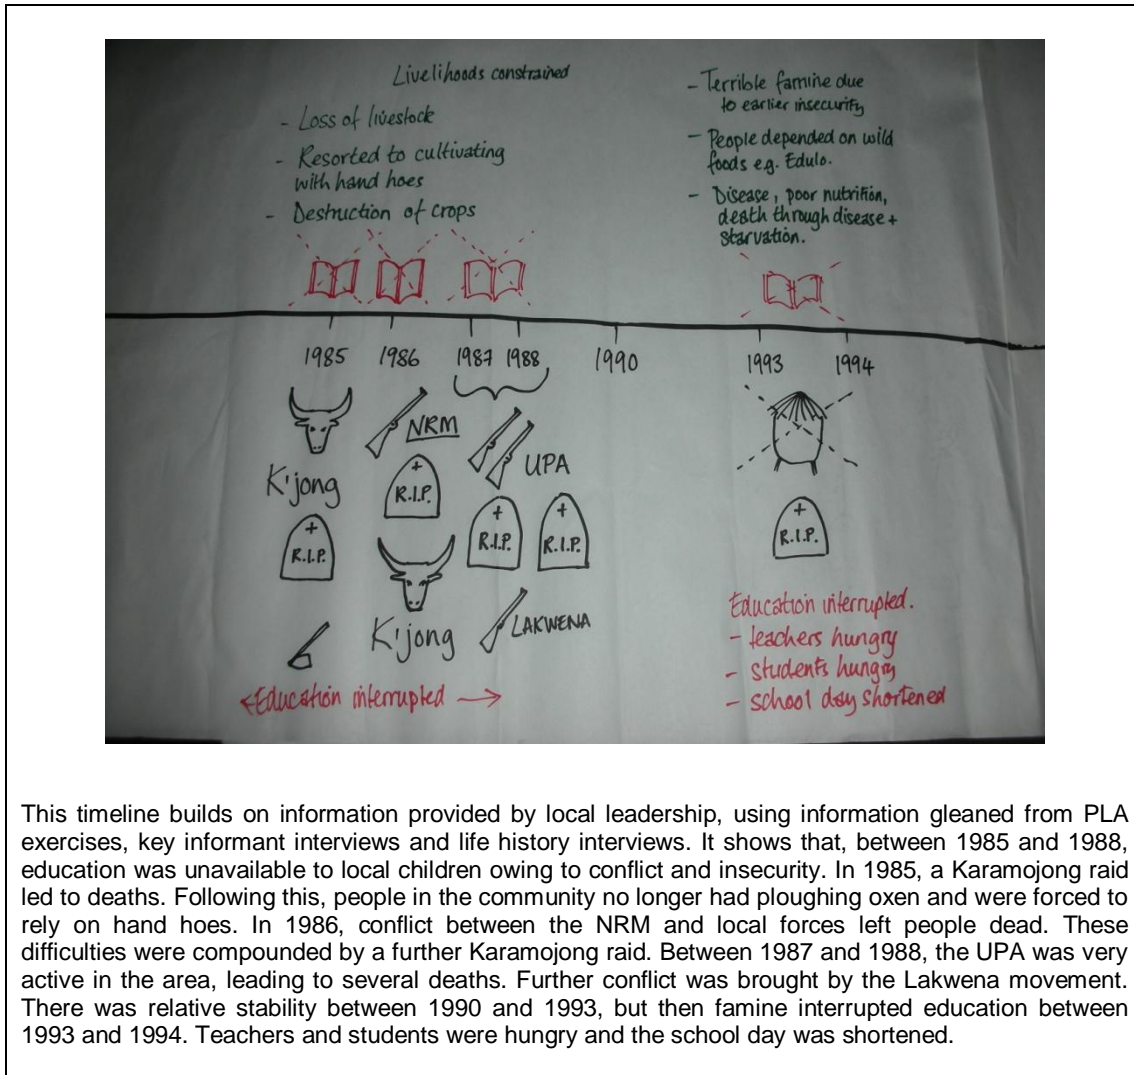 Livelihoods constrained
- Loss of livestock
- Resorted to cultivating
with hand hoes
- Destruction of crops
- Terrible famine due
to earlier insecurity
- People depended on wild
foods e.g. Edulo.
- Disease, poor nutrition,
death through disease +
starvation.
1985 1986 1987 1988 1990 1993 1994
NRM
K'jong
UPA
+
R.I.P.
+
R.I.P.
+
R.I.P.
+
R.I.P.
+
R.I.P.
K'jong
LAKWENA
←Education interrupted →
Education interrupted.
- teachers hungry
- students hungry
- school day shortened
This timeline builds on information provided by local leadership, using information gleaned from PLA
exercises, key informant interviews and life history interviews. It shows that, between 1985 and 1988,
education was unavailable to local children owing to conflict and insecurity. In 1985, a Karamojong raid
led to deaths. Following this, people in the community no longer had ploughing oxen and were forced to
rely on hand hoes. In 1986, conflict between the NRM and local forces left people dead. These
difficulties were compounded by a further Karamojong raid. Between 1987 and 1988, the UPA was very
active in the area, leading to several deaths. Further conflict was brought by the Lakwena movement.
There was relative stability between 1990 and 1993, but then famine interrupted education between
1993 and 1994. Teachers and students were hungry and the school day was shortened.